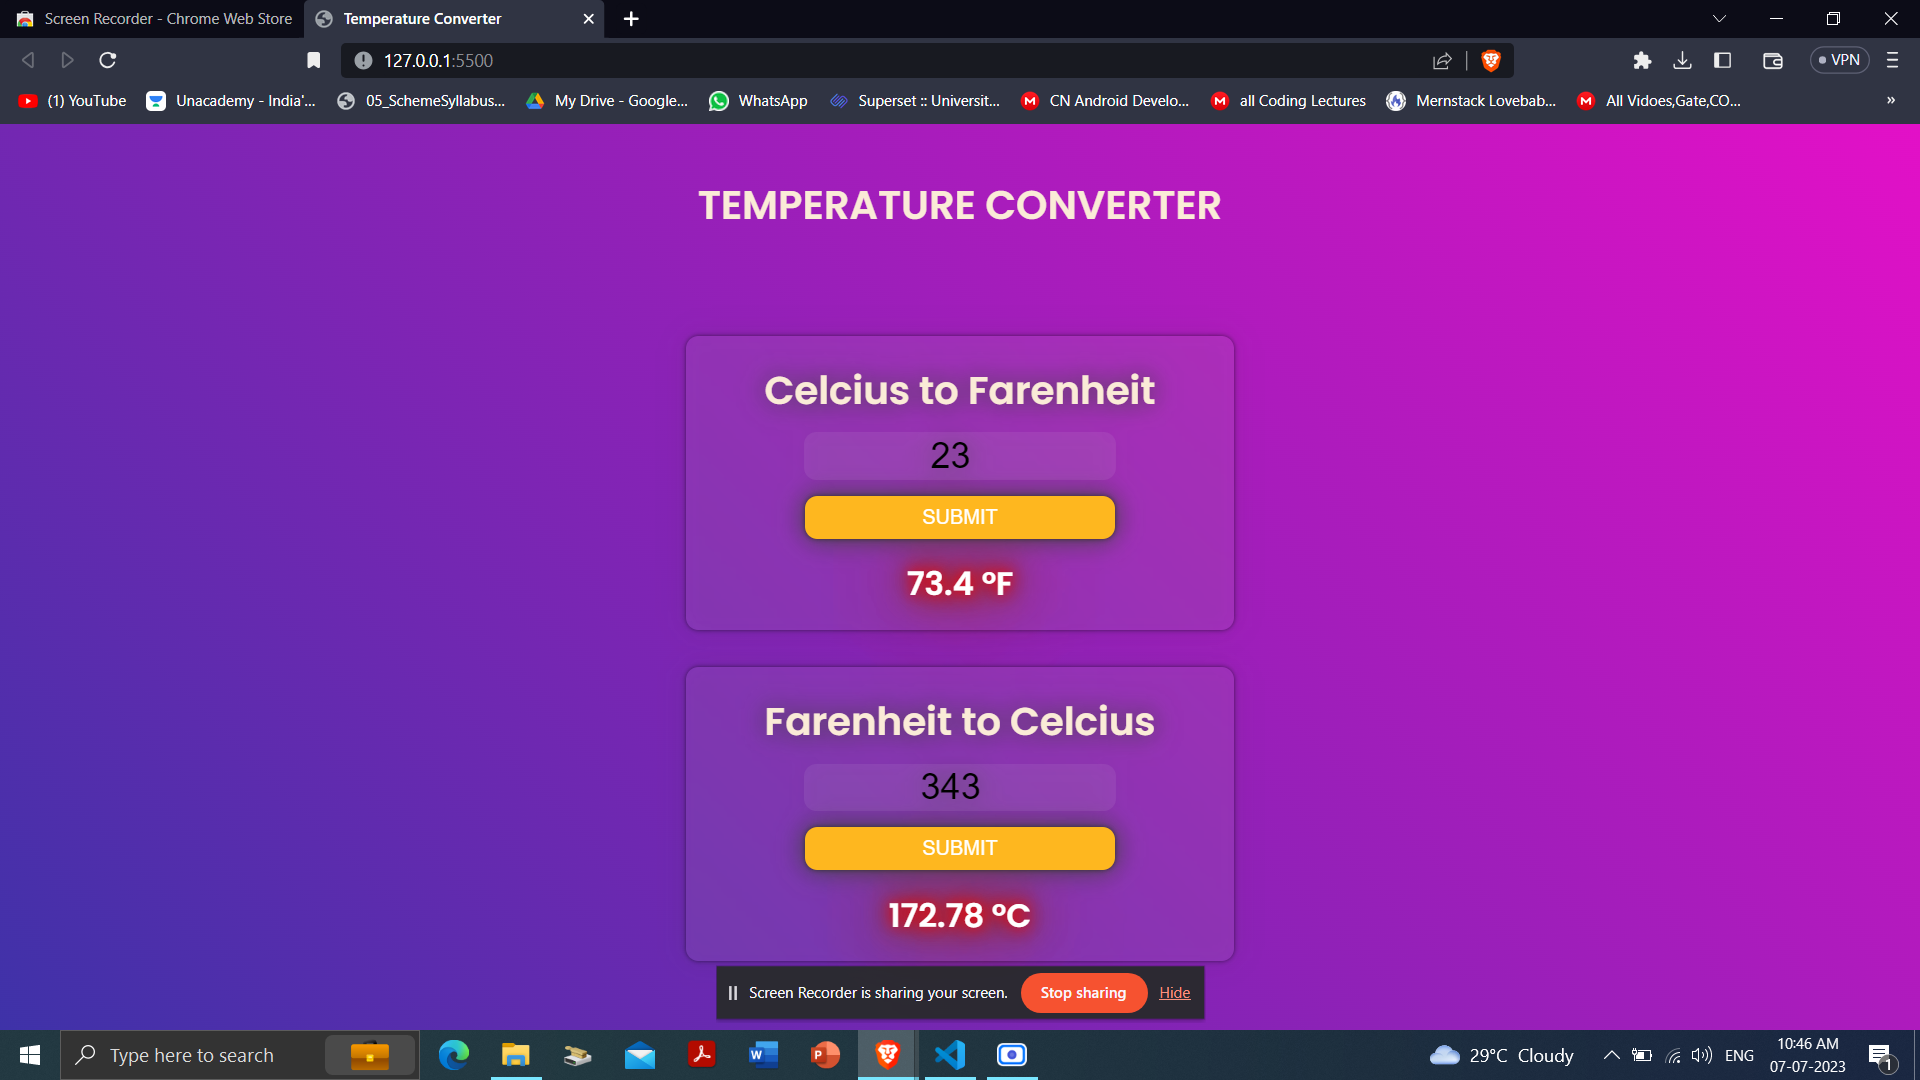 Screen Recorder - Chrome Web Store
Temperature Converter
127.0.0.1:5500
VPN
(1) YouTube
Unacademy - India'...
05_SchemeSyllabus...
My Drive - Google...
WhatsApp
Superset :: Universit...
CN Android Develo...
all Coding Lectures
Mernstack Lovebab...
All Vidoes,Gate,CO...
»
TEMPERATURE CONVERTER
Celcius to Farenheit
23
SUBMIT
73.4 °F
Farenheit to Celcius
343
SUBMIT
172.78 °C
Screen Recorder is sharing your screen.
Stop sharing
Hide
Type here to search
29°C Cloudy
ENG
10:46 AM
07-07-2023
1